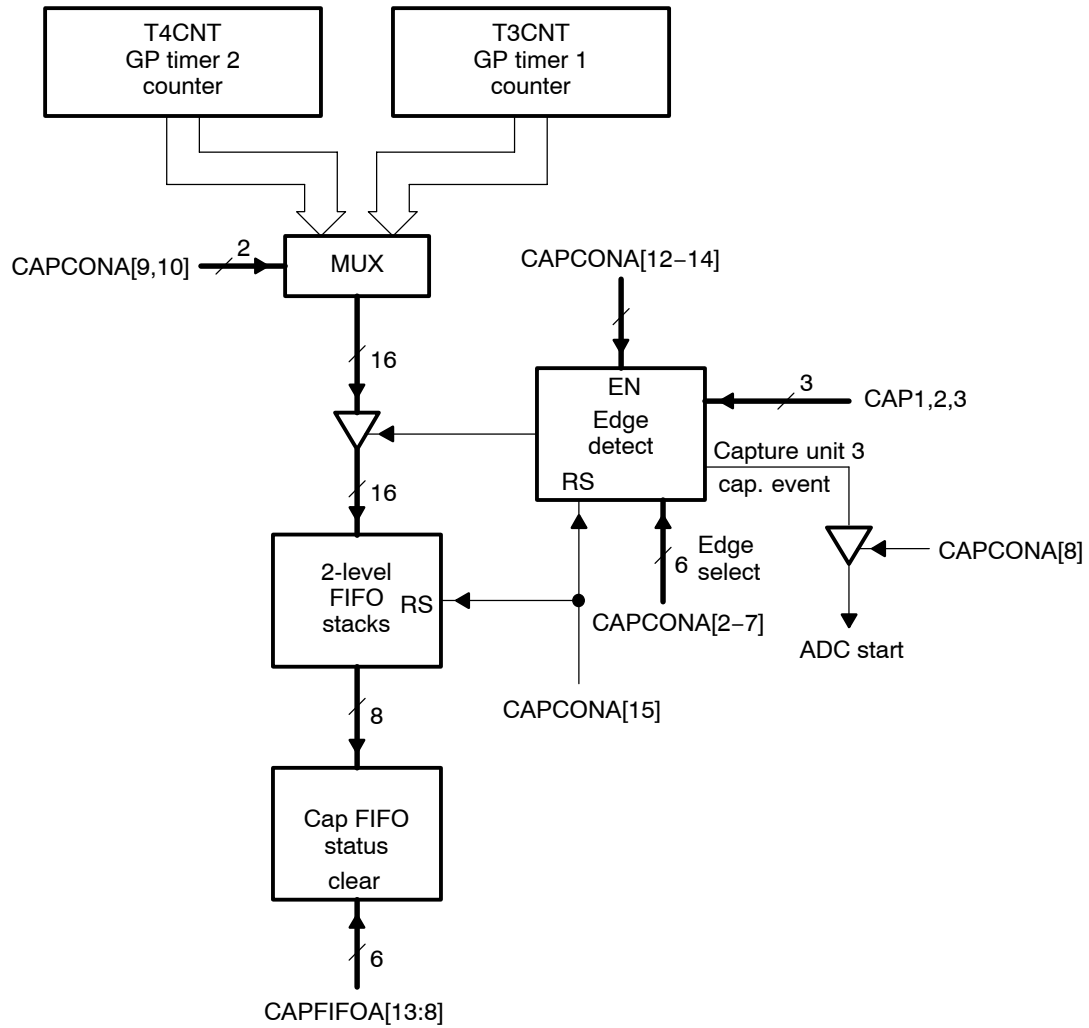 T4CNT
GP timer 2
counter
T3CNT
GP timer 1
counter
CAPCONA[9,10]
2
MUX
CAPCONA[12−14]
16
EN
Edge
detect
RS
3
CAP1,2,3
Capture unit 3
cap. event
16
6
Edge
select
CAPCONA[8]
2-level
FIFO
stacks
RS
CAPCONA[2−7]
ADC start
CAPCONA[15]
8
Cap FIFO
status
clear
6
CAPFIFOA[13:8]